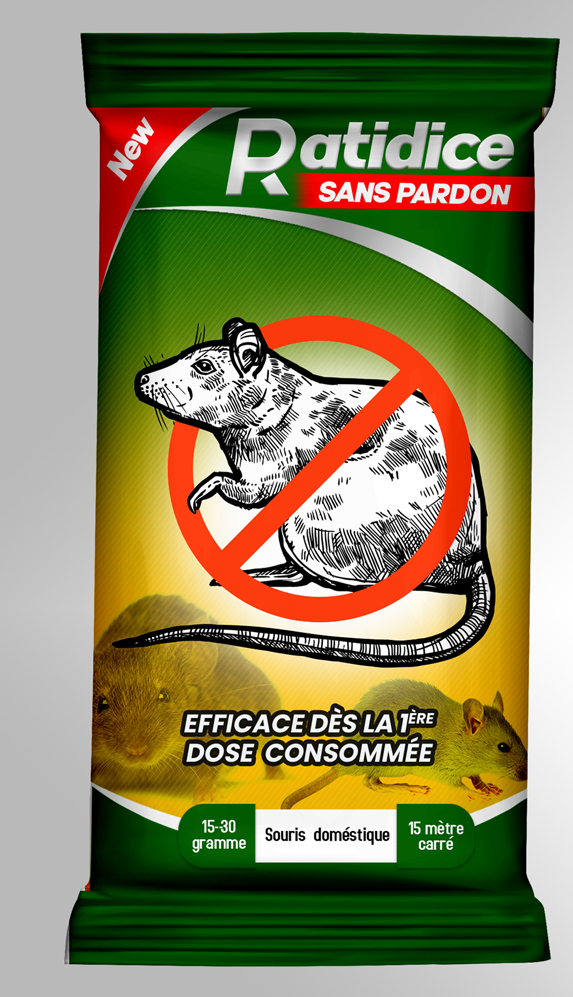 New
Ratidice
SANS PARDON
EFFICACE DÈS LA 1ÈRE
DOSE CONSOMMÉE
15-30
gramme
Souris doméstique
15 mètre
carré